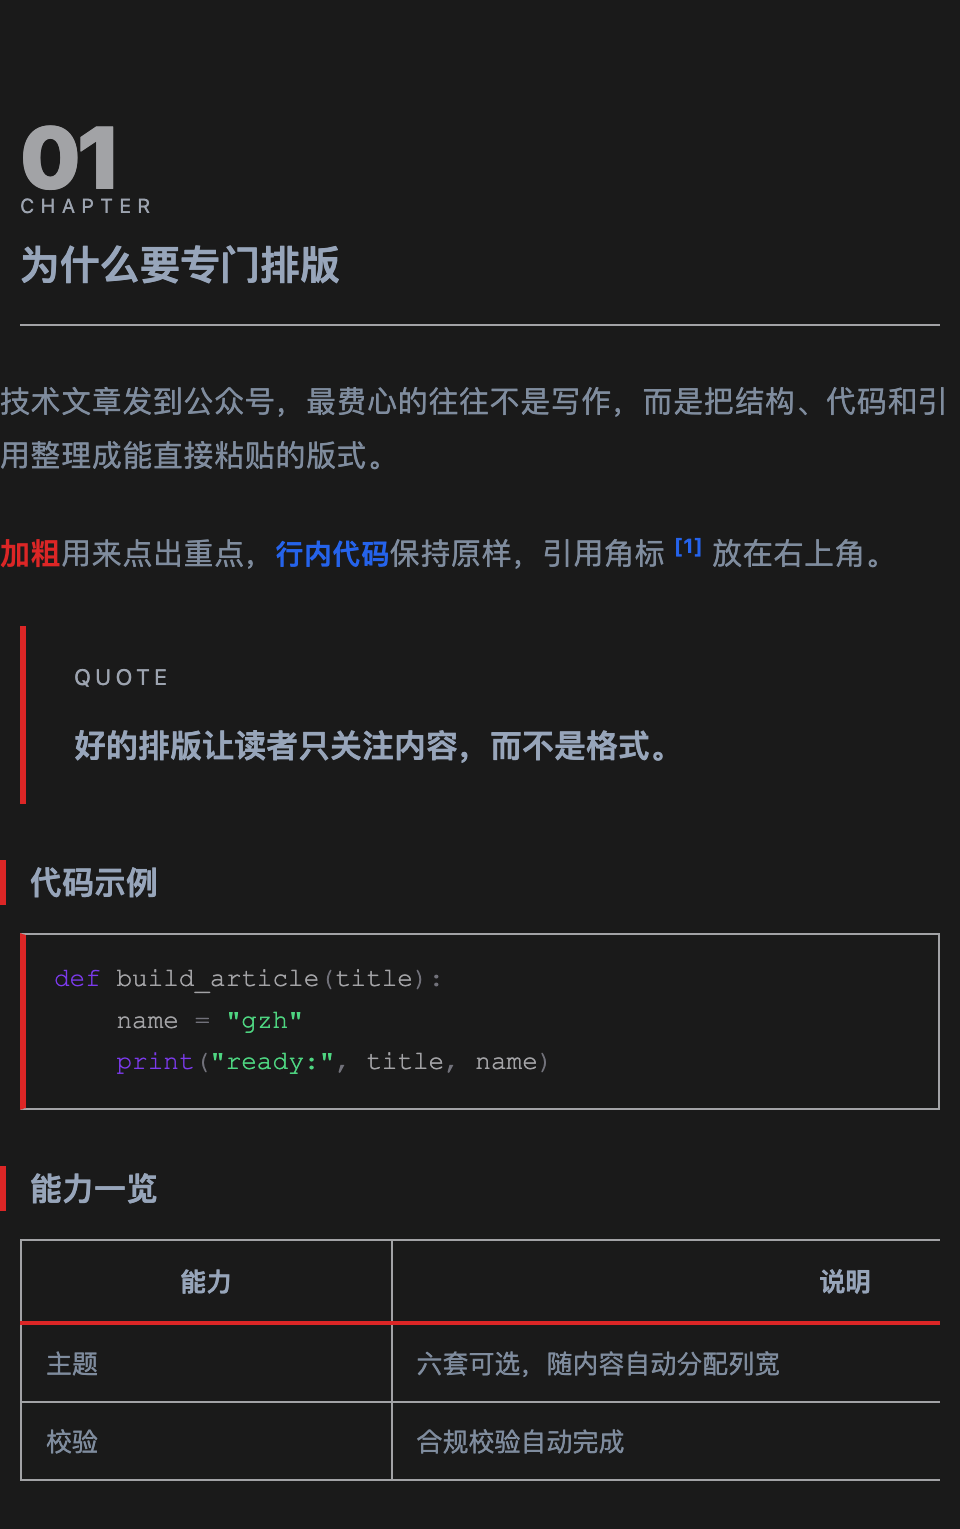 01
CHAPTER
为什么要专门排版
技术文章发到公众号，最费心的往往不是写作，而是把结构、代码和引
用整理成能直接粘贴的版式。
加粗用来点出重点，行内代码保持原样，引用角标 [1] 放在右上角。
QUOTE
好的排版让读者只关注内容，而不是格式。
代码示例
def build_article(title):
    name = "gzh"
    print("ready:", title, name)
能力一览
能力 说明
主题 六套可选，随内容自动分配列宽
校验 合规校验自动完成